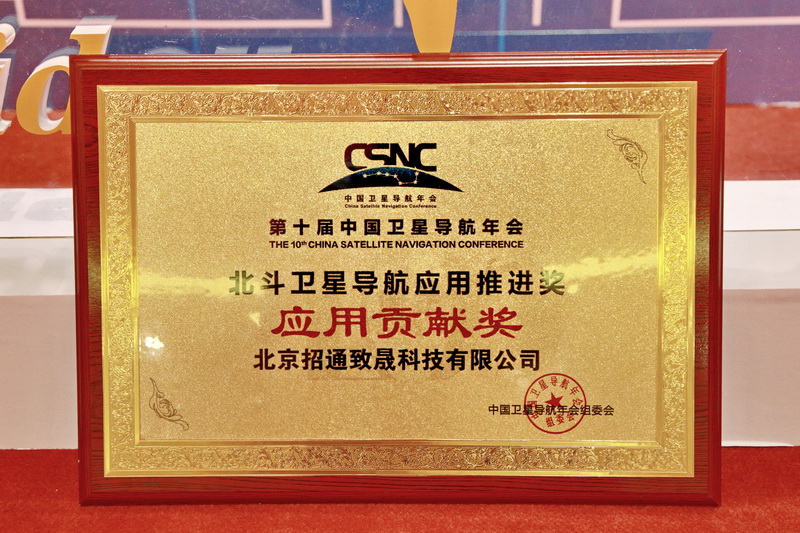 CSNC
中国卫星导航年会
China Satellite Navigation Conference
第十届中国卫星导航年会
THE 10th CHINA SATELLITE NAVIGATION CONFERENCE
北斗卫星导航应用推进奖
应用贡献奖
北京招通致晟科技有限公司
中国卫星导航年会组委会